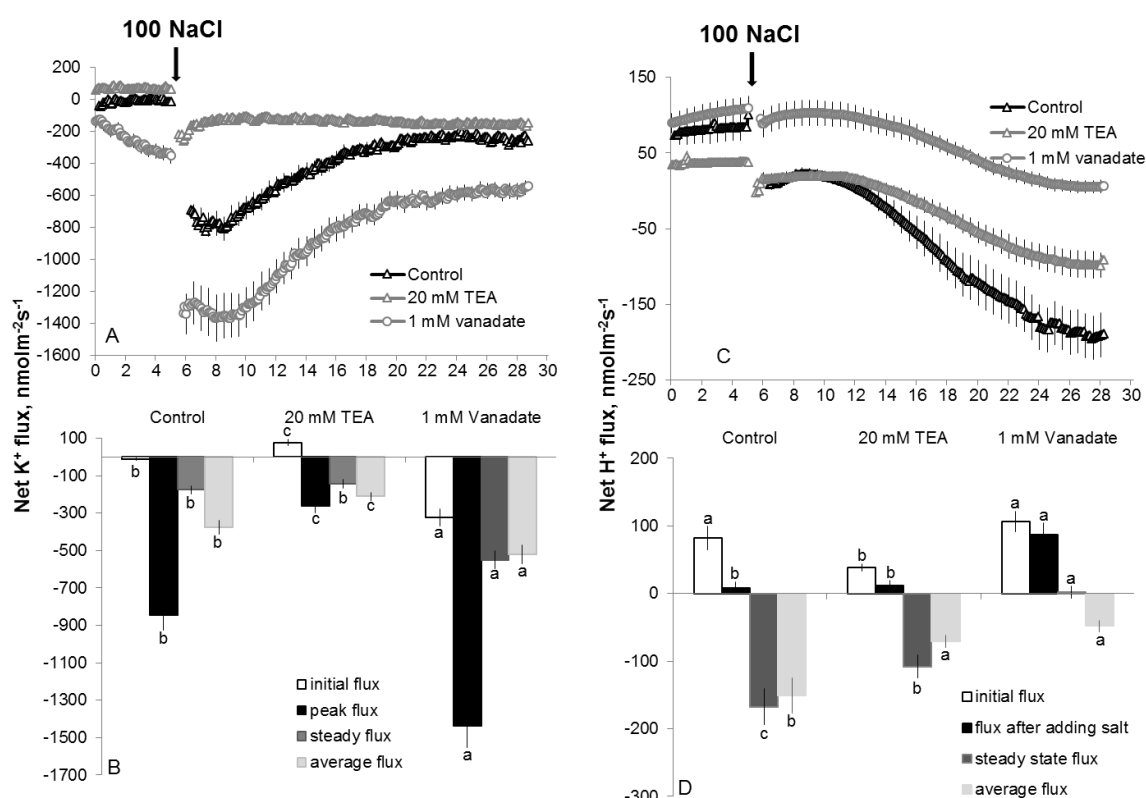 100 NaCl
200
0
-200
-400
-600
-800
-1000
-1200
-1400
-1600
Control
20 mM TEA
1 mM vanadate
A
0 2 4 6 8 10 12 14 16 18 20 22 24 26 28 30
Net K+ flux, nmolm-2s-1
Control 20 mM TEA 1 mM Vanadate
100
-100
-300
-500
-700
-900
-1100
-1300
-1500
-1700
b b b b
c c b c
a a a a
initial flux
peak flux
steady flux
average flux
B
100 NaCl
150
50
-50
-150
-250
Control
20 mM TEA
1 mM vanadate
C
0 2 4 6 8 10 12 14 16 18 20 22 24 26 28 30
Net H+ flux, nmolm-2s-1
Control 20 mM TEA 1 mM Vanadate
200
100
0
-100
-200
-300
a b c b
b b b a
a a a a
initial flux
flux after adding salt
steady state flux
average flux
D